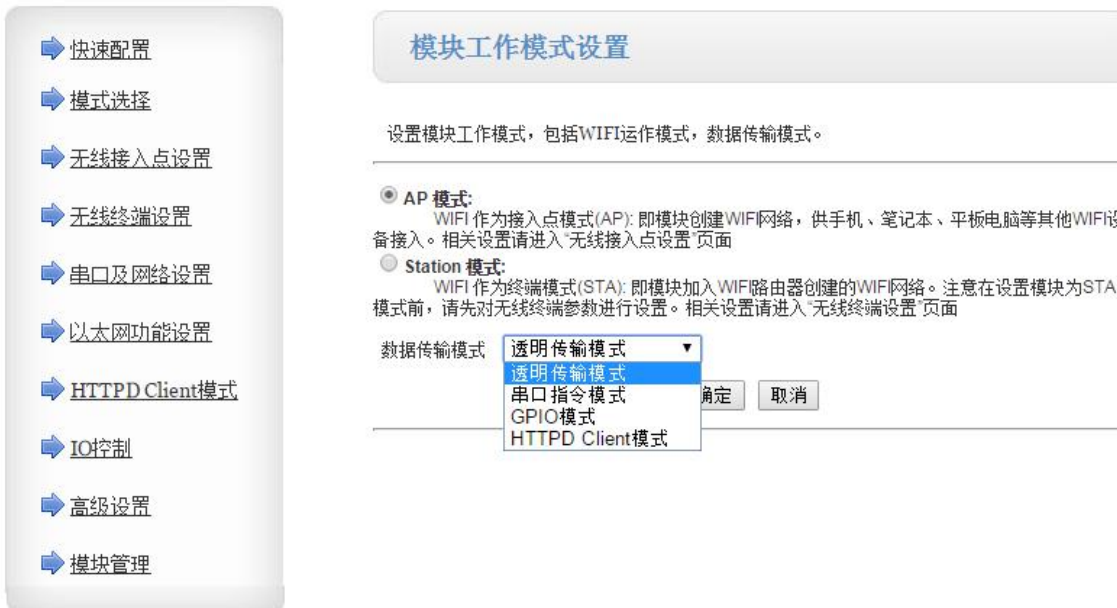 快速配置
模式选择
无线接入点设置
无线终端设置
串口及网络设置
以太网功能设置
HTTPD Client模式
IO控制
高级设置
模块管理
模块工作模式设置
设置模块工作模式，包括WIFI运作模式，数据传输模式。
AP 模式:
WIFI 作为接入点模式(AP): 即模块创建WIFI网络，供手机、笔记本、平板电脑等其他WIFI设
备接入。相关设置请进入“无线接入点设置”页面
Station 模式:
WIFI 作为终端模式(STA): 即模块加入WIFI路由器创建的WIFI网络。注意在设置模块为STA
模式前，请先对无线终端参数进行设置。相关设置请进入“无线终端设置”页面
数据传输模式 透明传输模式
透明传输模式
串口指令模式
GPIO模式
HTTPD Client模式
确定 取消